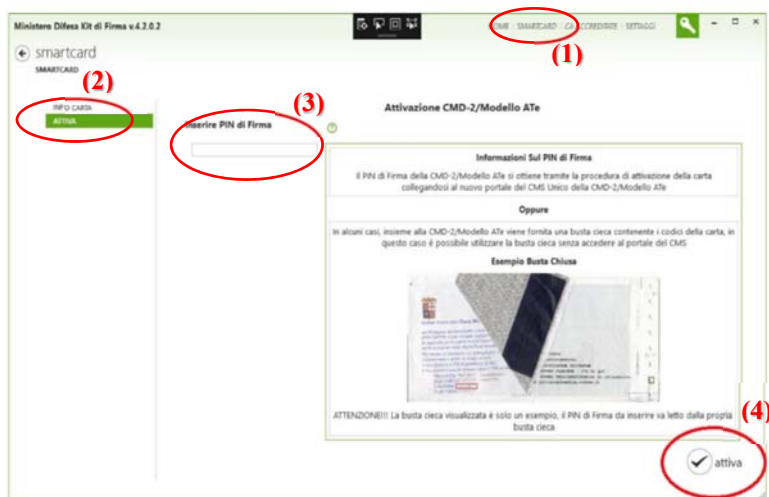 Ministero Difesa Kit di Firma v.4.2.0.2
HOME SMARTCARD CA ACCREDITATE SETTAGGI
(1)
smartcard
SMARTCARD
(2)
INFO CARTA
ATTIVA
(3)
Inserire PIN di Firma
Attivazione CMD-2/Modello ATe
Informazioni Sul PIN di Firma
Il PIN di Firma della CMD-2/Modello ATe si ottiene tramite la procedura di attivazione della carta
collegandosi al nuovo portale del CMS Unico della CMD-2/Modello ATe
Oppure
In alcuni casi, insieme alla CMD-2/Modello ATe viene fornita una busta cieca contenente i codici della carta, in
questo caso è possibile utilizzare la busta cieca senza accedere al portale del CMS
Esempio Busta Chiusa
ATTENZIONE!!! La busta cieca visualizzata è solo un esempio, il PIN di Firma da inserire va letto dalla propria
busta cieca
(4)
attiva